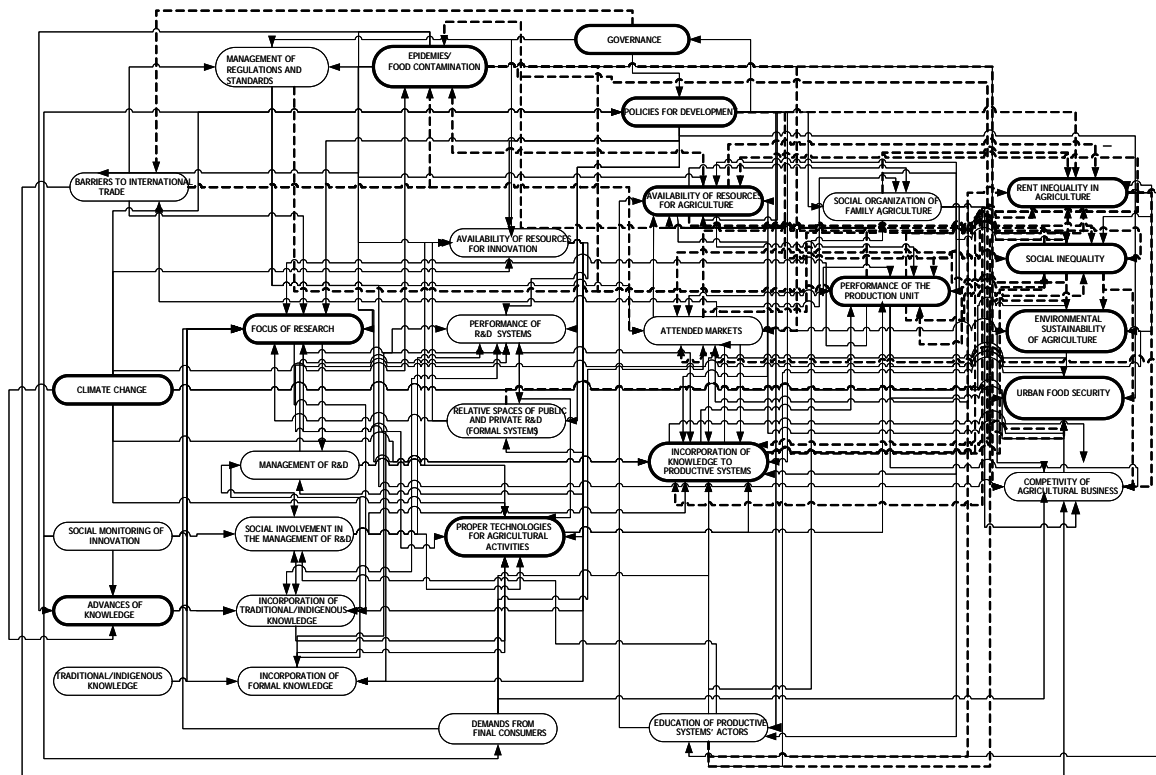 GOVERNANCE
EPIDEMIES/
FOOD CONTAMINATION
MANAGEMENT OF
REGULATIONS AND
STANDARDS
POLICIES FOR DEVELOPMENT
BARRIERS TO INTERNATIONAL
TRADE
AVAILABILITY OF RESOURCES
FOR AGRICULTURE
SOCIAL ORGANIZATION OF
FAMILY AGRICULTURE
RENT INEQUALITY IN
AGRICULTURE
AVAILABILITY OF RESOURCES
FOR INNOVATION
SOCIAL INEQUALITY
PERFORMANCE OF THE
PRODUCTION UNIT
FOCUS OF RESEARCH
PERFORMANCE OF
R&D SYSTEMS
ATTENDED MARKETS
ENVIRONMENTAL
SUSTAINABILITY
OF AGRICULTURE
CLIMATE CHANGE
URBAN FOOD SECURITY
RELATIVE SPACES OF PUBLIC
AND PRIVATE R&D
(FORMAL SYSTEMS)
MANAGEMENT OF R&D
INCORPORATION OF
KNOWLEDGE TO
PRODUCTIVE SYSTEMS
COMPETIVITY OF
AGRICULTURAL BUSINESS
SOCIAL MONITORING OF
INNOVATION
SOCIAL INVOLVEMENT IN
THE MANAGEMENT OF R&D
PROPER TECHNOLOGIES
FOR AGRICULTURAL
ACTIVITIES
ADVANCES OF
KNOWLEDGE
INCORPORATION OF
TRADITIONAL/INDIGENOUS
KNOWLEDGE
TRADITIONAL/INDIGENOUS
KNOWLEDGE
INCORPORATION OF
FORMAL KNOWLEDGE
DEMANDS FROM
FINAL CONSUMERS
EDUCATION OF PRODUCTIVE
SYSTEMS' ACTORS